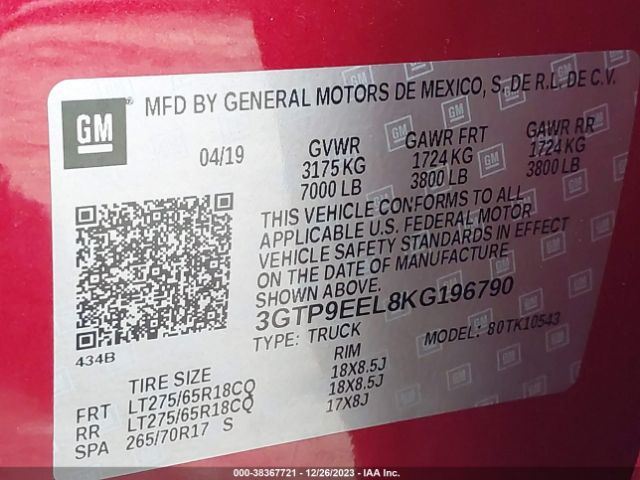 GM ® MFD BY GENERAL MOTORS DE MEXICO, S. DE R.L. DE C.V.
04/19 GVWR GAWR FRT GAWR RR
3175 KG 1724 KG 1724 KG
7000 LB 3800 LB 3800 LB
THIS VEHICLE CONFORMS TO ALL
APPLICABLE U.S. FEDERAL MOTOR
VEHICLE SAFETY STANDARDS IN EFFECT
ON THE DATE OF MANUFACTURE
SHOWN ABOVE.
3GTP9EEL8KG196790
TYPE: TRUCK MODEL: 80TK10543
434B
TIRE SIZE RIM
FRT LT275/65R18CQ 18X8.5J
RR LT275/65R18CQ 18X8.5J
SPA 265/70R17 S 17X8J
000-38367721 - 12/26/2023 - IAA Inc.